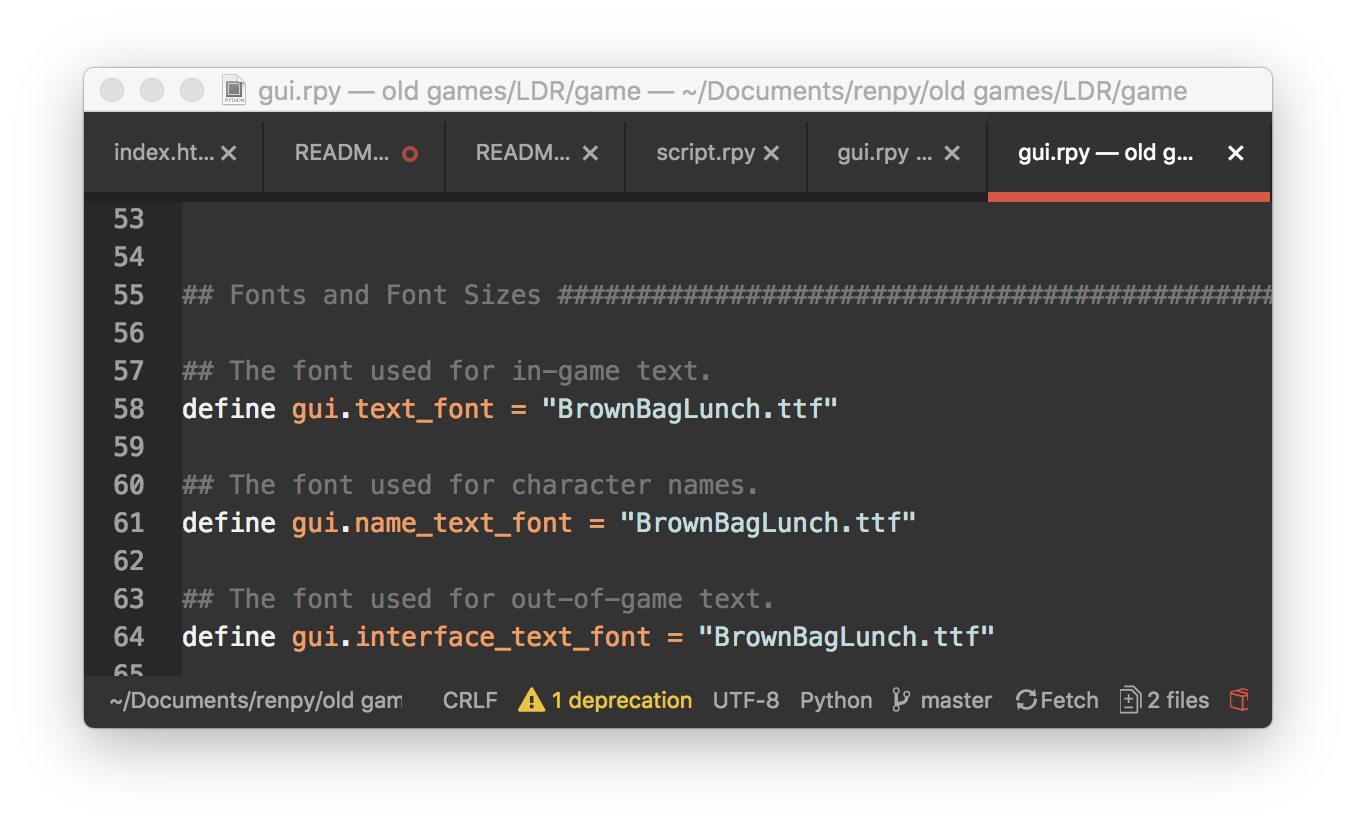 gui.rpy — old games/LDR/game — ~/Documents/renpy/old games/LDR/game
index.ht... READM... READM... script.rpy gui.rpy ... gui.rpy — old g...
53
54
55 ## Fonts and Font Sizes ##############################################
56
57 ## The font used for in-game text.
58 define gui.text_font = "BrownBagLunch.ttf"
59
60 ## The font used for character names.
61 define gui.name_text_font = "BrownBagLunch.ttf"
62
63 ## The font used for out-of-game text.
64 define gui.interface_text_font = "BrownBagLunch.ttf"
65
~/Documents/renpy/old gam CRLF 1 deprecation UTF-8 Python master Fetch 2 files